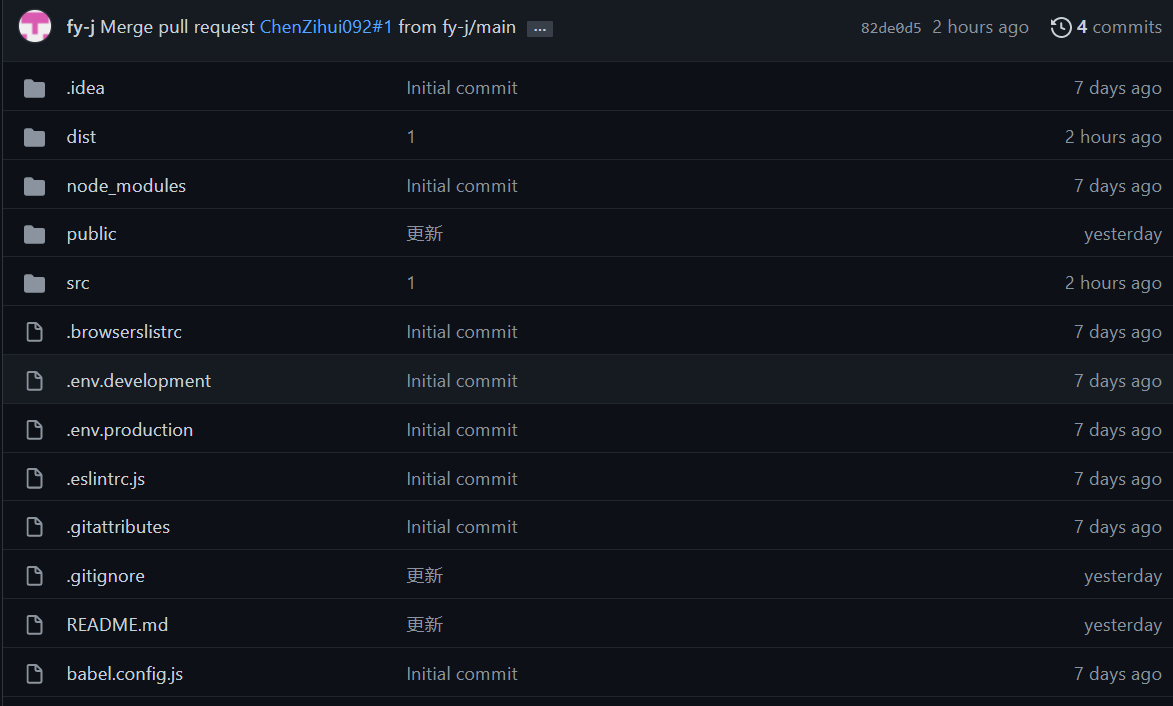 fy-j Merge pull request ChenZihui092#1 from fy-j/main ... 82de0d5 2 hours ago 4 commits
.idea Initial commit 7 days ago
dist 1 2 hours ago
node_modules Initial commit 7 days ago
public 更新 yesterday
src 1 2 hours ago
.browserslistrc Initial commit 7 days ago
.env.development Initial commit 7 days ago
.env.production Initial commit 7 days ago
.eslintrc.js Initial commit 7 days ago
.gitattributes Initial commit 7 days ago
.gitignore 更新 yesterday
README.md 更新 yesterday
babel.config.js Initial commit 7 days ago